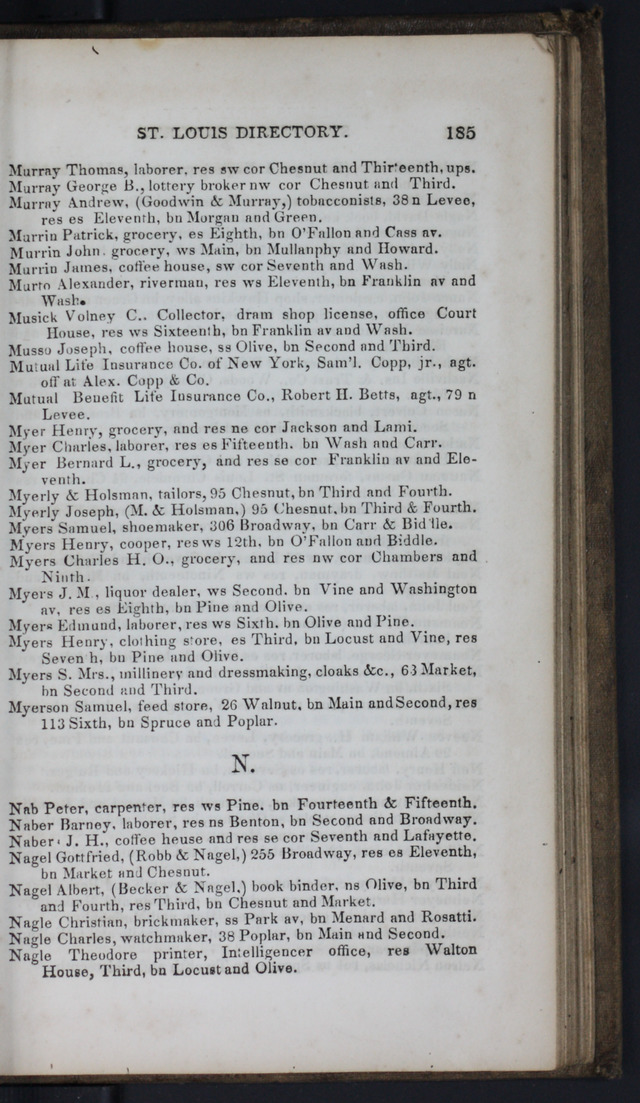 ST. LOUIS DIRECTORY. 185
Murray Thomas, laborer, res sw cor Chesnut and Thirteenth, ups.
Murray George B., lottery broker nw cor Chesnut and Third.
Murray Andrew, (Goodwin & Murray,) tobacconists, 38 n Levee,
res es Eleventh, bn Morgan and Green.
Murrin Patrick, grocery, es Eighth, bn O'Fallon and Cass av.
Murrin John, grocery, ws Main, bn Mullanphy and Howard.
Murrin James, coffee house, sw cor Seventh and Wash.
Murto Alexander, riverman, res ws Eleventh, bn Franklin av and
Wash.
Musick Volney C.. Collector, dram shop license, office Court
House, res ws Sixteenth, bn Franklin av and Wash.
Musso Joseph, coffee house, ss Olive, bn Second and Third.
Mutual Life Insurance Co. of New York, Sam'l. Copp, jr., agt.
off at Alex. Copp & Co.
Mutual Benefit Life Insurance Co., Robert H. Betts, agt., 79 n
Levee.
Myer Henry, grocery, and res ne cor Jackson and Lami.
Myer Charles, laborer, res es Fifteenth. bn Wash and Carr.
Myer Bernard L., grocery, and res se cor Franklin av and Ele-
venth.
Myerly & Holsman, tailors, 95 Chesnut, bn Third and Fourth.
Myerly Joseph, (M. & Holsman,) 95 Chesnut, bn Third & Fourth.
Myers Samuel, shoemaker, 306 Broadway, bn Carr & Biddle.
Myers Henry, cooper, res ws 12th, bn O'Fallon and Biddle.
Myers Charles H. O., grocery, and res nw cor Chambers and
Ninth.
Myers J. M., liquor dealer, ws Second. bn Vine and Washington
av, res es Eighth, bn Pine and Olive.
Myers Edmund, laborer, res ws Sixth. bn Olive and Pine.
Myers Henry, clothing store, es Third, bn Locust and Vine, res
Seven h, bn Pine and Olive.
Myers S. Mrs., millinery and dressmaking, cloaks &c., 63 Market,
bn Second and Third.
Myerson Samuel, feed store, 26 Walnut, bn Main and Second, res
113 Sixth, bn Spruce and Poplar.
N.
Nab Peter, carpenter, res ws Pine. bn Fourteenth & Fifteenth.
Naber Barney, laborer, res ns Benton, bn Second and Broadway.
Naber J. H., coffee heuse and res se cor Seventh and Lafayette.
Nagel Gottfried, (Robb & Nagel,) 255 Broadway, res es Eleventh,
bn Market and Chesnut.
Nagel Albert, (Becker & Nagel,) book binder, ns Olive, bn Third
and Fourth, res Third, bn Chesnut and Market.
Nagle Christian, brickmaker, ss Park av, bn Menard and Rosatti.
Nagle Charles, watchmaker, 38 Poplar, bn Main and Second.
Nagle Theodore printer, Intelligencer office, res Walton
House, Third, bn Locust and Olive.